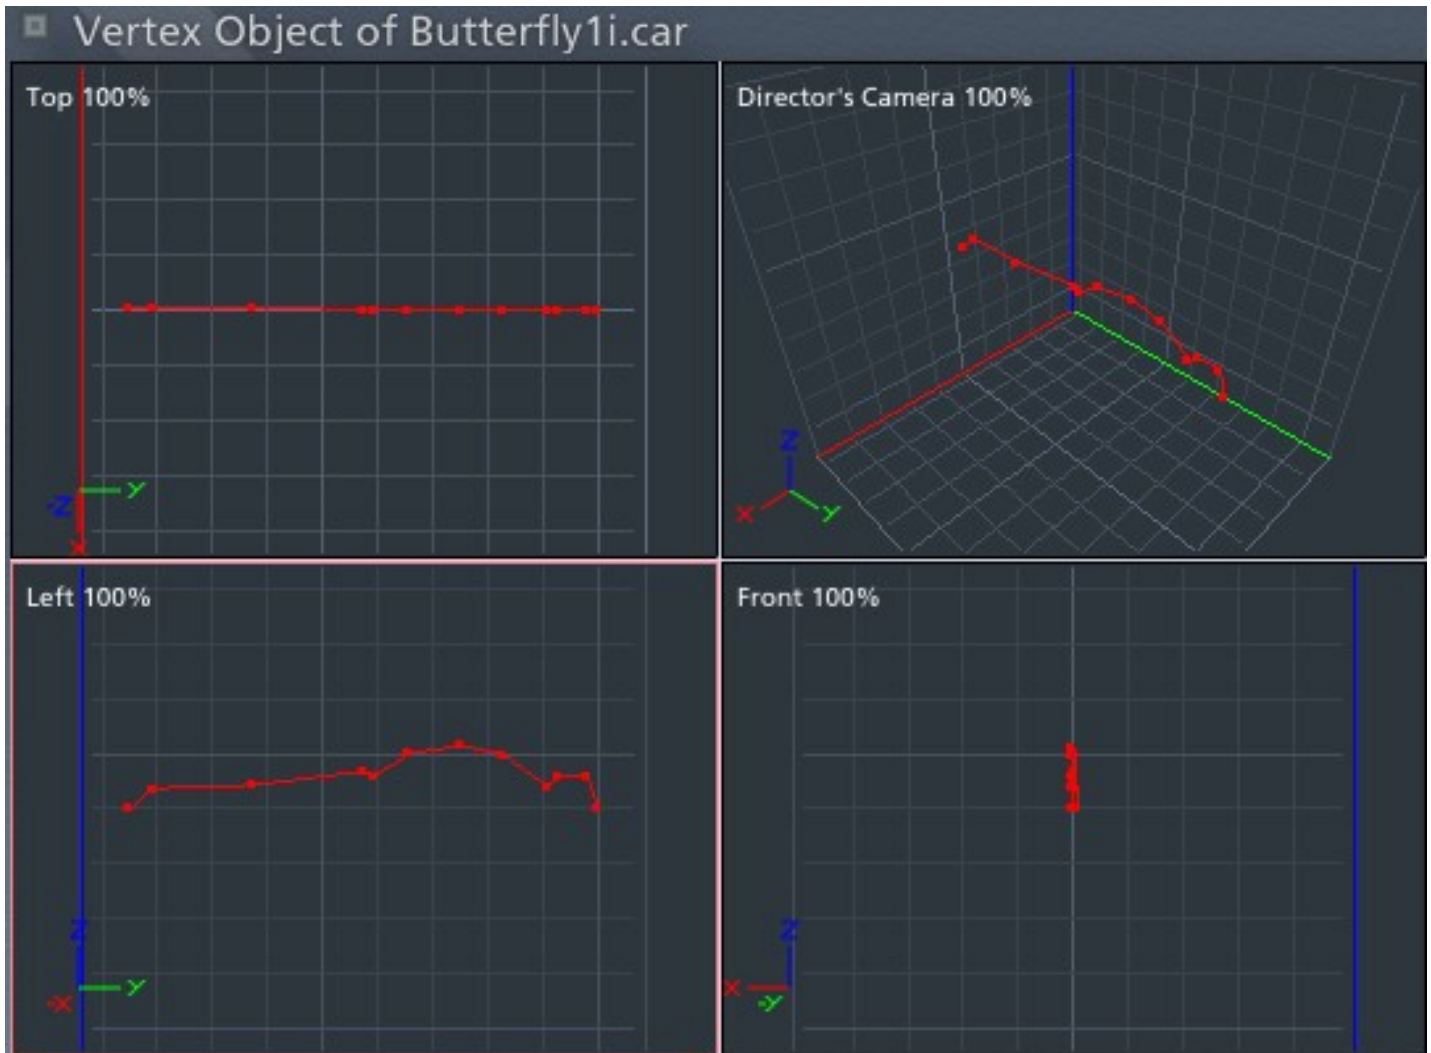 Vertex Object of Butterfly1i.car
Top 100%
Director's Camera 100%
Y
-Z
X
Z
X
Y
Left 100%
Front 100%
Z
Y
-X
Z
X
-Y